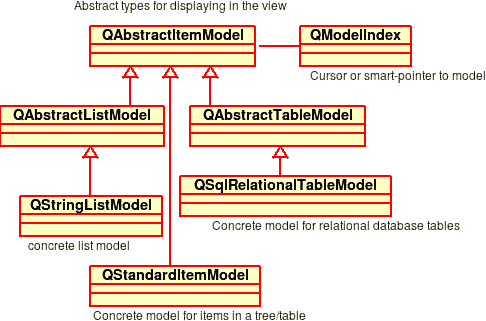 Abstract types for displaying in the view
QAbstractItemModel
QModelIndex
Cursor or smart-pointer to model
QAbstractListModel
QAbstractTableModel
QStringListModel
QSqlRelationalTableModel
Concrete model for relational database tables
concrete list model
QStandardItemModel
Concrete model for items in a tree/table